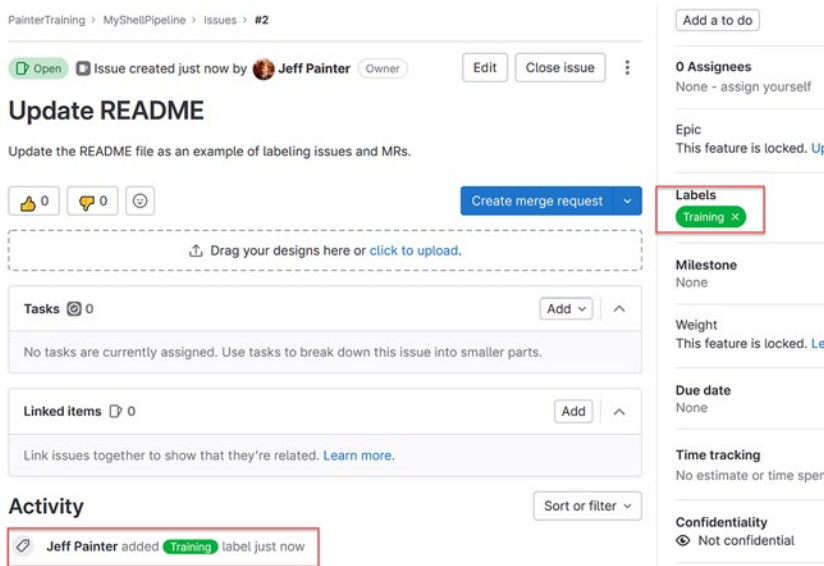 PainterTraining > MyShellPipeline > Issues > #2
Open Issue created just now by Jeff Painter Owner
Edit
Close issue
Update README
Update the README file as an example of labeling issues and MRs.
0
0
Create merge request
Drag your designs here or click to upload.
Tasks 0
Add
No tasks are currently assigned. Use tasks to break down this issue into smaller parts.
Linked items 0
Add
Link issues together to show that they're related. Learn more.
Activity
Sort or filter
Jeff Painter added Training label just now
Add a to do
0 Assignees
None - assign yourself
Epic
This feature is locked. Up
Labels
Training ×
Milestone
None
Weight
This feature is locked. Le
Due date
None
Time tracking
No estimate or time spen
Confidentiality
Not confidential